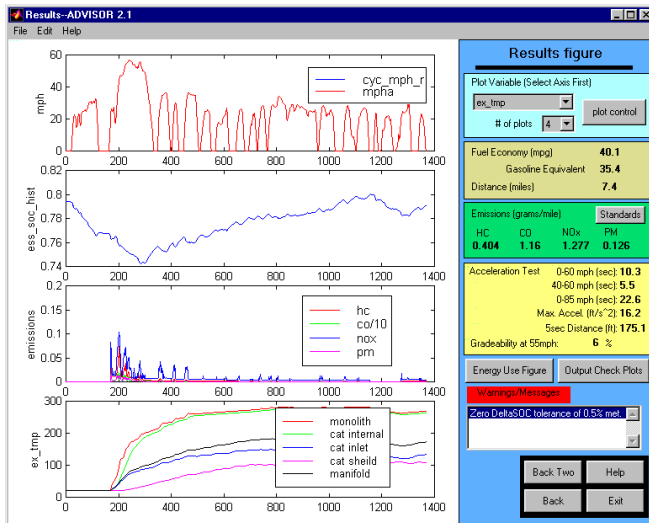 Results--ADVISOR 2.1
File Edit Help
60
40
20
0
mph
cyc_mph_r
mpha
0 200 400 600 800 1000 1200 1400
0.82
0.8
0.78
0.76
0.74
ess_soc_hist
0 200 400 600 800 1000 1200 1400
0.2
0.15
0.1
0.05
0
emissions
hc
co/10
nox
pm
0 200 400 600 800 1000 1200 1400
300
200
100
0
ex_tmp
monolith
cat internal
cat inlet
cat sheild
manifold
0 200 400 600 800 1000 1200 1400
Results figure
Plot Variable (Select Axis First)
ex_tmp
# of plots 4
plot control
Fuel Economy (mpg) 40.1
Gasoline Equivalent 35.4
Distance (miles) 7.4
Emissions (grams/mile) Standards
HC CO NOx PM
0.404 1.16 1.277 0.126
Acceleration Test 0-60 mph (sec): 10.3
40-60 mph (sec): 5.5
0-85 mph (sec): 22.6
Max. Accel. (ft/s^2): 16.2
5sec Distance (ft): 175.1
Gradeability at 55mph: 6 %
Energy Use Figure Output Check Plots
Warnings/Messages
Zero DeltaSOC tolerance of 0.5% met.
Back Two Help
Back Exit